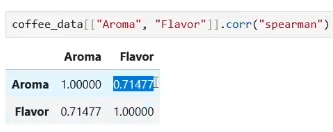 coffee_data[["Aroma", "Flavor"]].corr("spearman")
Aroma Flavor
Aroma 1.00000 0.71477
Flavor 0.71477 1.00000